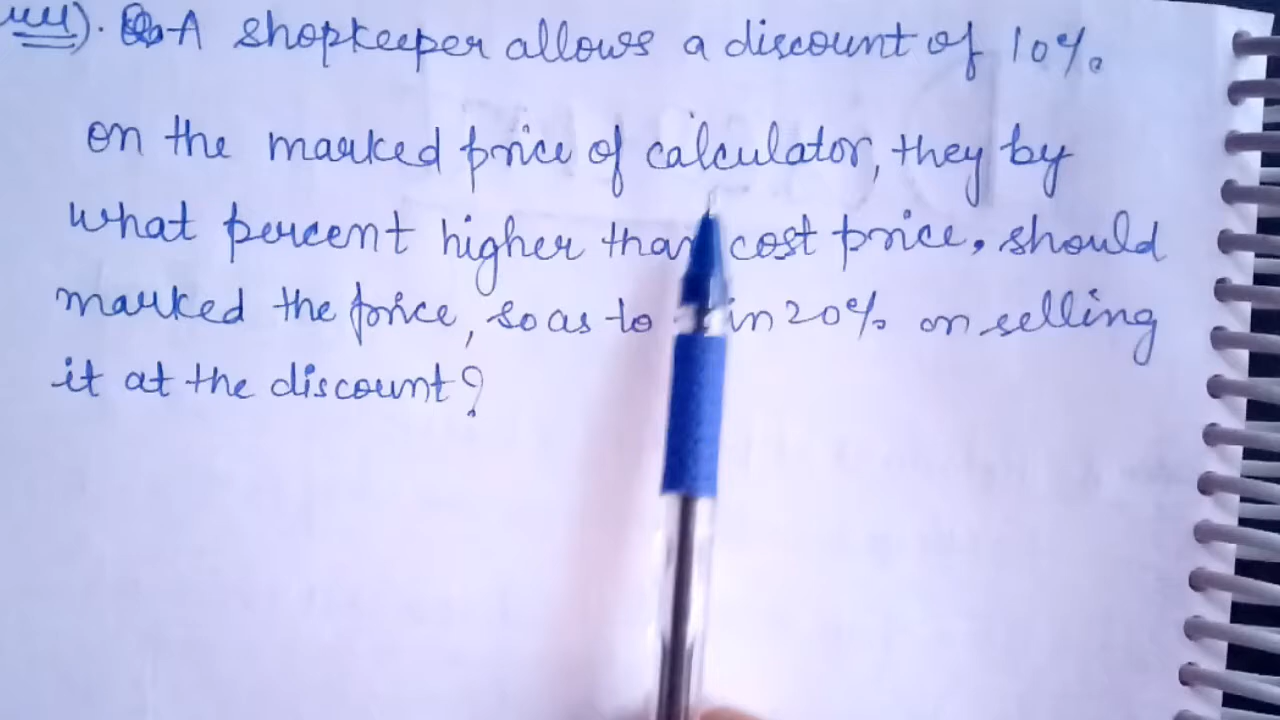 A shopkeeper allows a discount of 10%
on the marked price of calculator, they by
what percent higher than cost price, should
marked the price, so as to in 20% on selling
it at the discount?